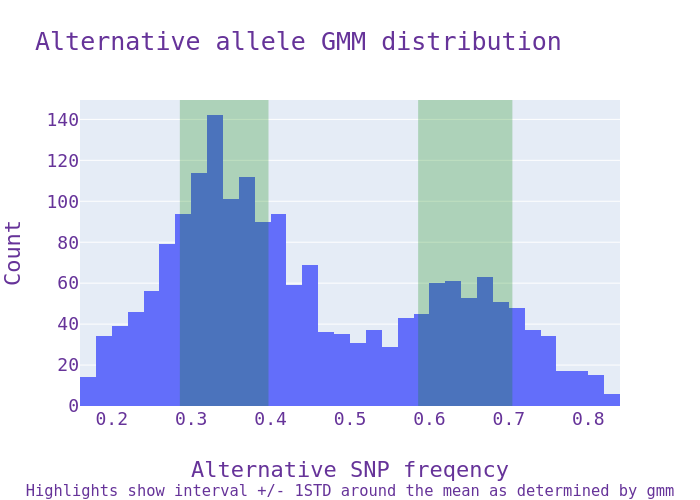 Alternative allele GMM distribution
140
120
100
80
60
40
20
0
Count
0.2 0.3 0.4 0.5 0.6 0.7 0.8
Alternative SNP freqency
Highlights show interval +/- 1STD around the mean as determined by gmm